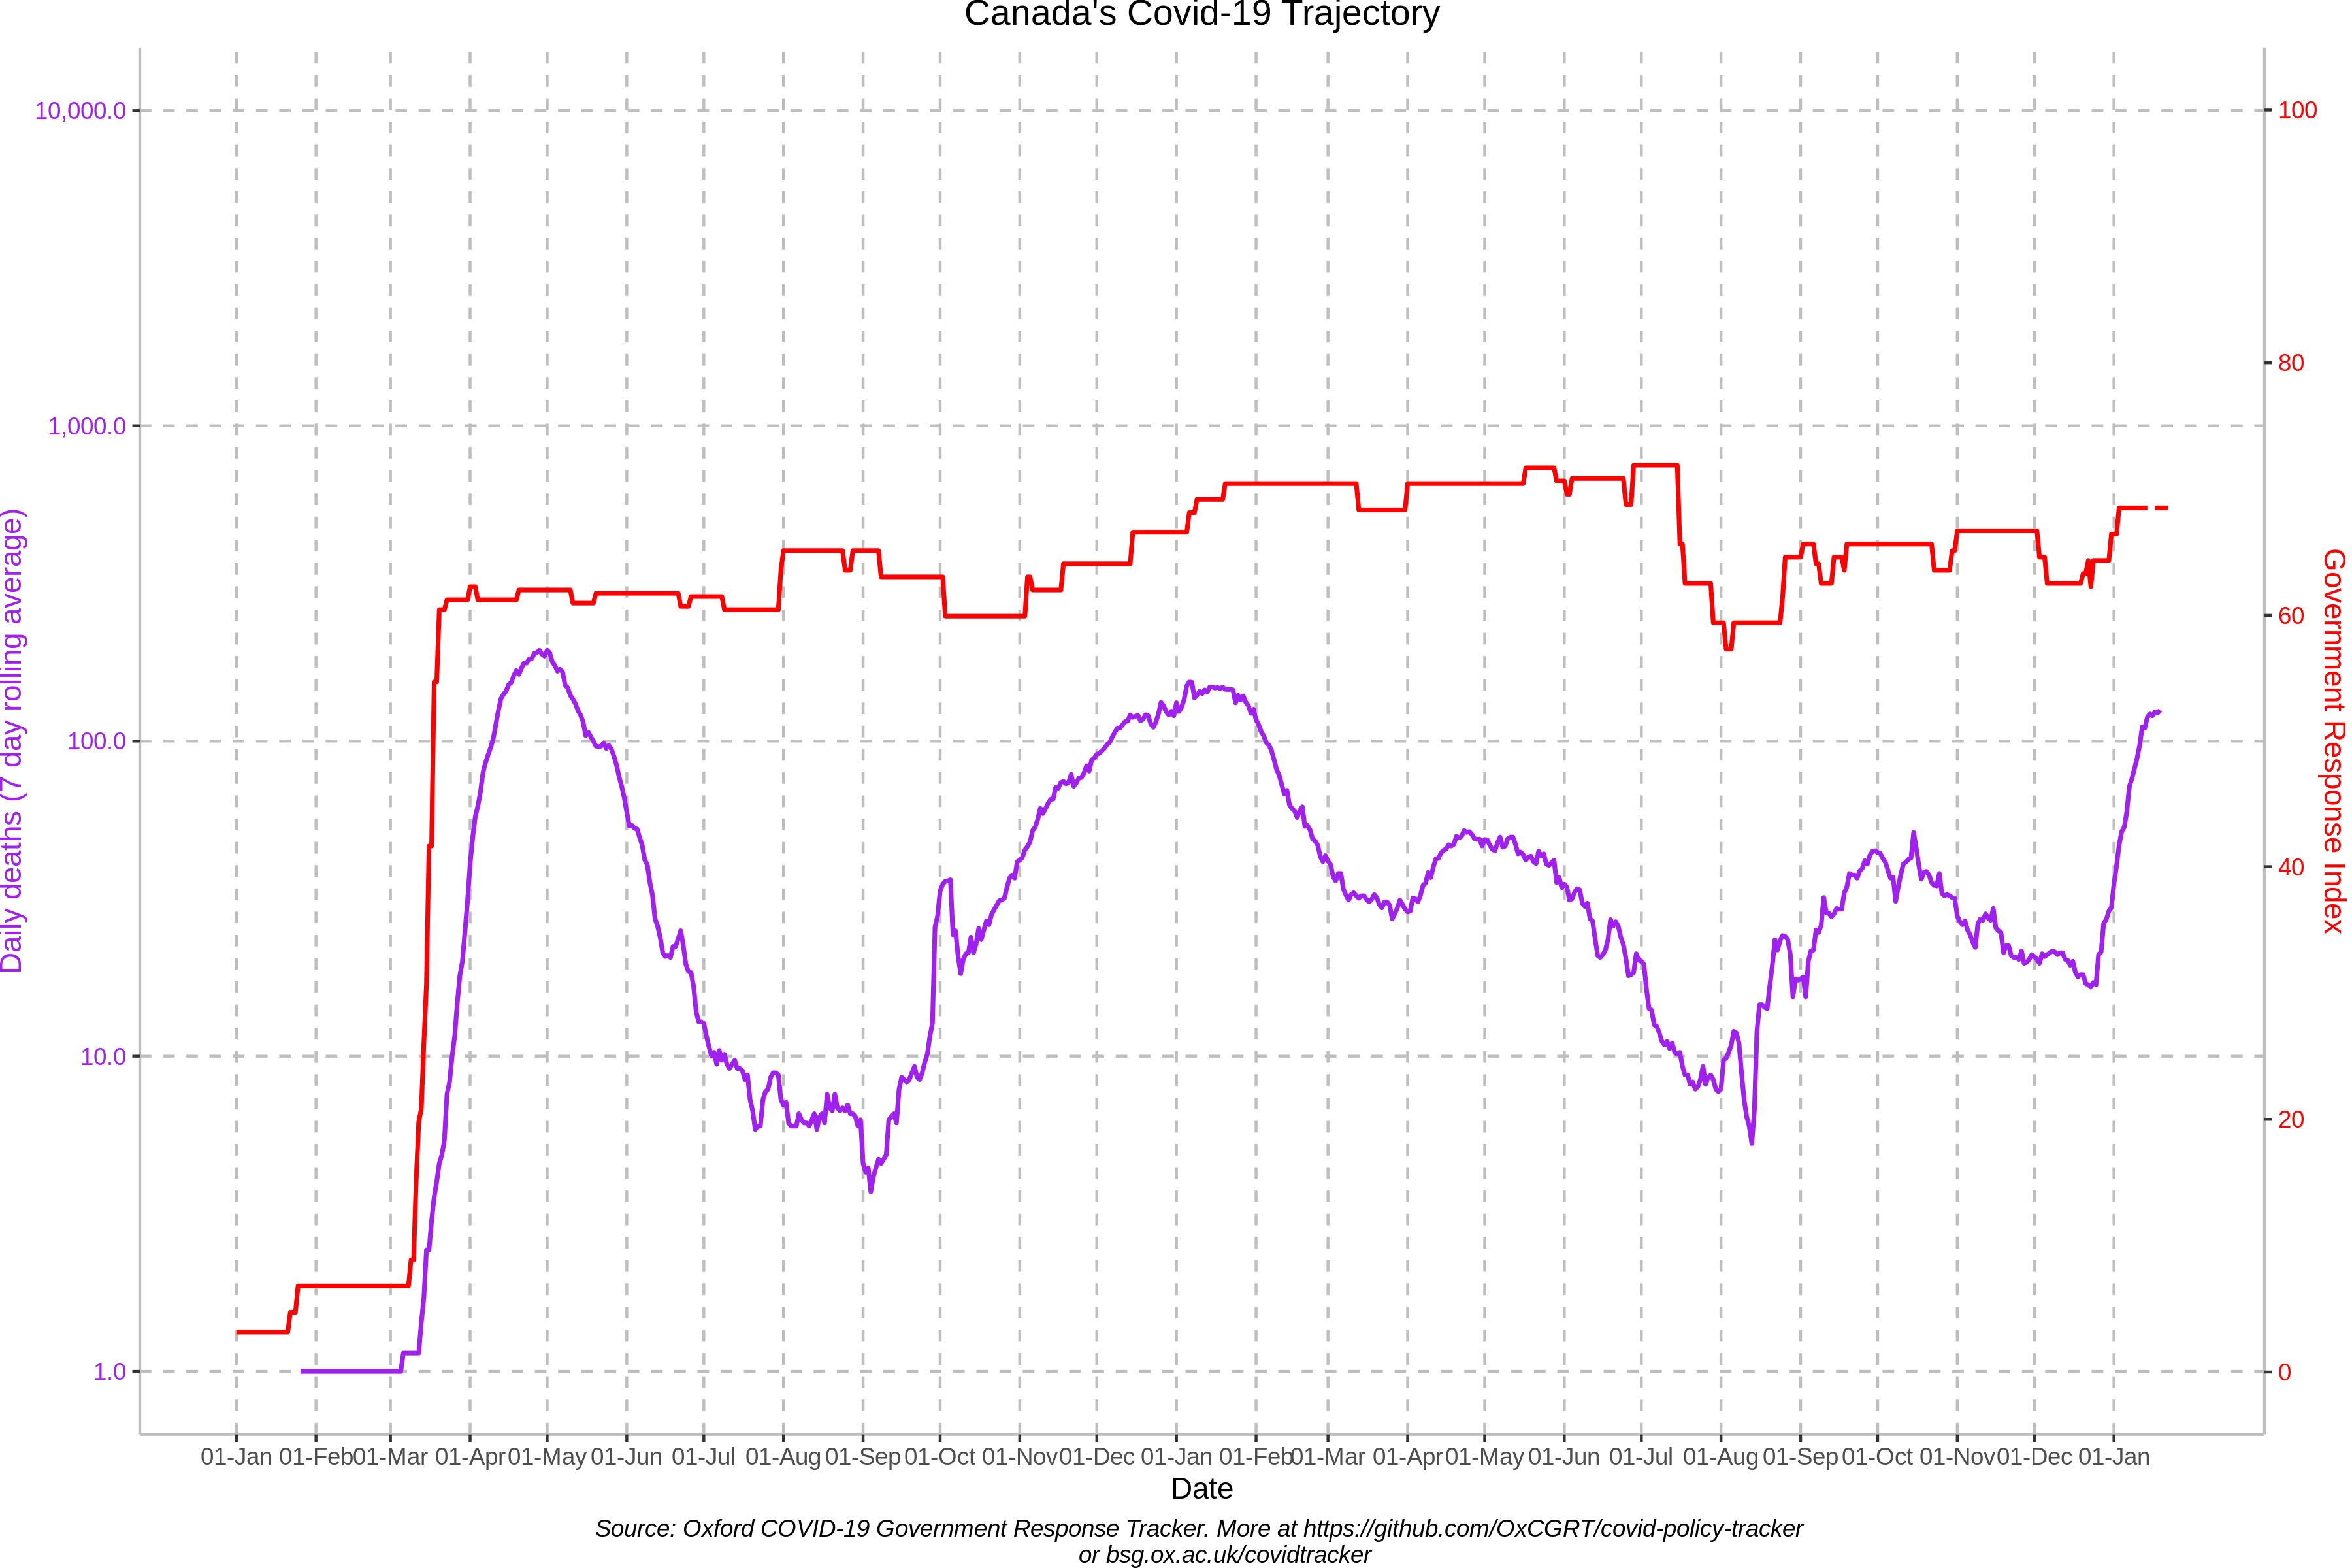 Canada's Covid-19 Trajectory
10,000.0
1,000.0
100.0
10.0
1.0
Daily deaths (7 day rolling average)
100
80
60
40
20
0
Government Response Index
01-Jan 01-Feb 01-Mar 01-Apr 01-May 01-Jun 01-Jul 01-Aug 01-Sep 01-Oct 01-Nov 01-Dec 01-Jan 01-Feb 01-Mar 01-Apr 01-May 01-Jun 01-Jul 01-Aug 01-Sep 01-Oct 01-Nov 01-Dec 01-Jan
Date
Source: Oxford COVID-19 Government Response Tracker. More at https://github.com/OxCGRT/covid-policy-tracker
or bsg.ox.ac.uk/covidtracker